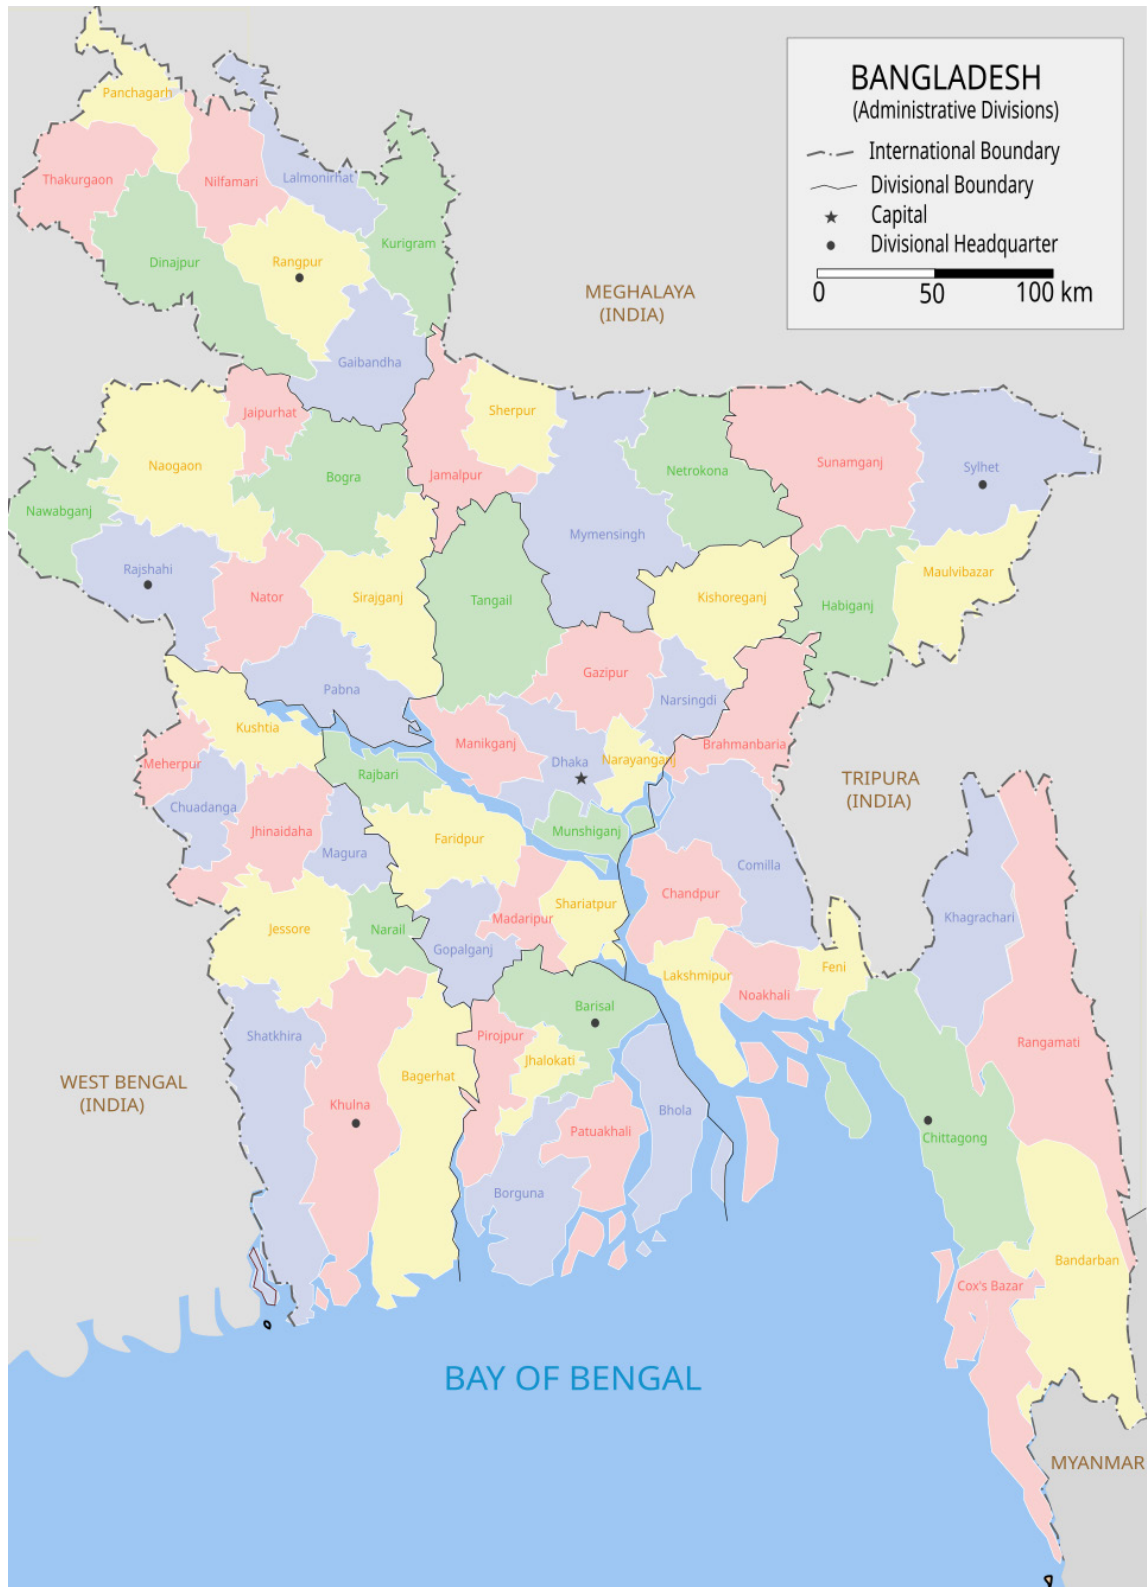 BANGLADESH
(Administrative Divisions)
International Boundary
Divisional Boundary
Capital
Divisional Headquarter
0 50 100 km
Panchagarh
Thakurgaon
Nilfamari
Lalmonirhat
Kurigram
Dinajpur
Rangpur
MEGHALAYA
(INDIA)
Gaibandha
Jaipurhat
Sherpur
Naogaon
Bogra
Jamalpur
Netrokona
Sunamganj
Sylhet
Nawabganj
Mymensingh
Rajshahi
Nator
Sirajganj
Tangail
Kishoreganj
Habiganj
Maulvibazar
Pabna
Gazipur
Narsingdi
Kushtia
Manikganj
Brahmanbaria
Meherpur
Rajbari
Dhaka
Narayanganj
TRIPURA
(INDIA)
Chuadanga
Jhinaidaha
Magura
Faridpur
Munshiganj
Comilla
Chandpur
Shariatpur
Madaripur
Khagrachari
Jessore
Narail
Gopalganj
Lakshmipur
Noakhali
Feni
Barisal
Shatkhira
Pirojpur
Jhalokati
Rangamati
WEST BENGAL
(INDIA)
Bagerhat
Khulna
Bhola
Patuakhali
Chittagong
Borguna
Bandarban
Cox's Bazar
BAY OF BENGAL
MYANMAR